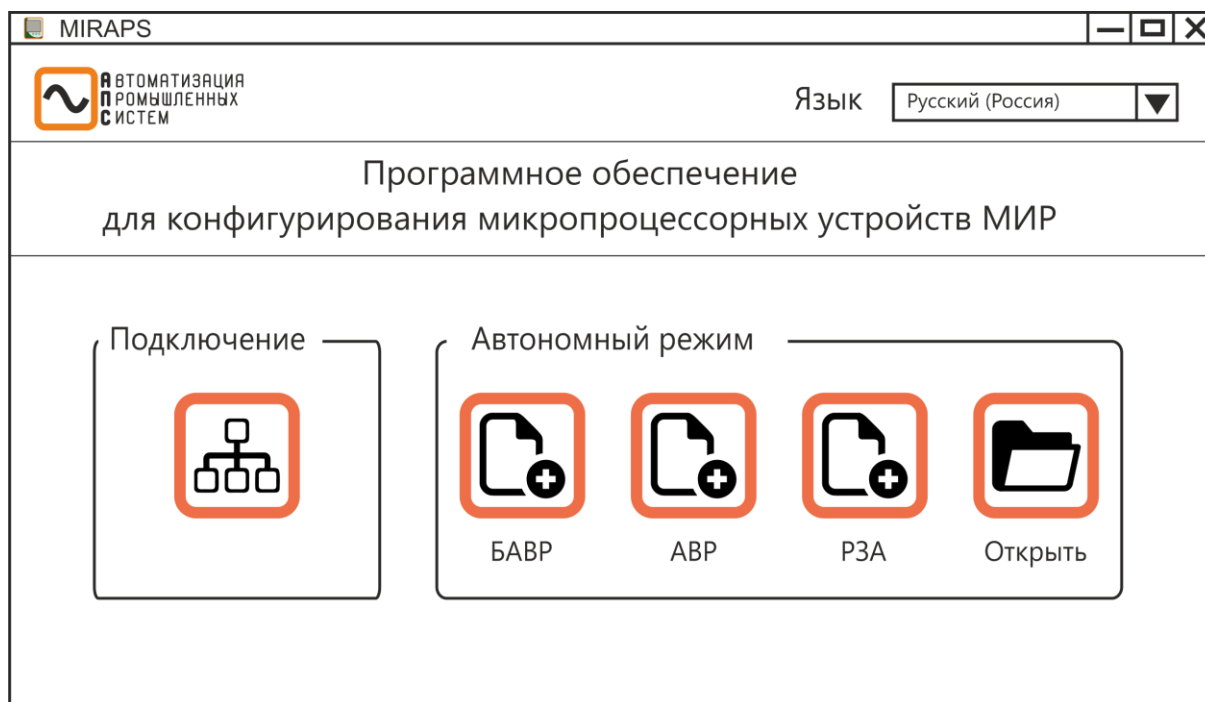 MIRAPS
АВТОМАТИЗАЦИЯ
ПРОМЫШЛЕННЫХ
СИСТЕМ
Язык
Русский (Россия)
Программное обеспечение
для конфигурирования микропроцессорных устройств МИР
Подключение
Автономный режим
БАВР
АВР
РЗА
Открыть